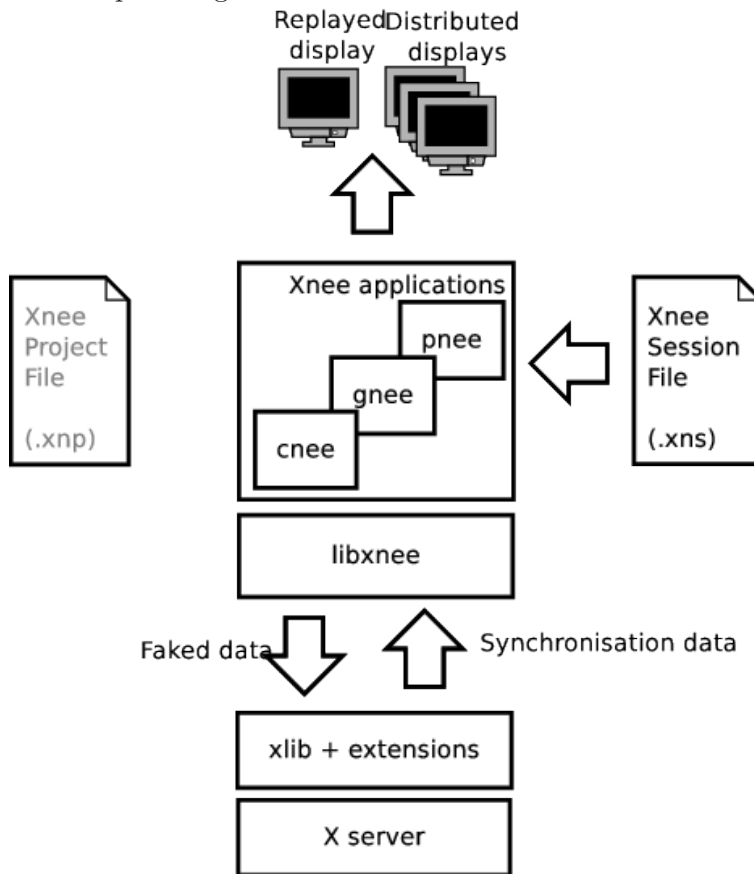 Replayed
display
Distributed
displays
Xnee applications
pnee
gnee
cnee
Xnee
Project
File
(.xnp)
Xnee
Session
File
(.xns)
libxnee
Faked data
Synchronisation data
xlib + extensions
X server